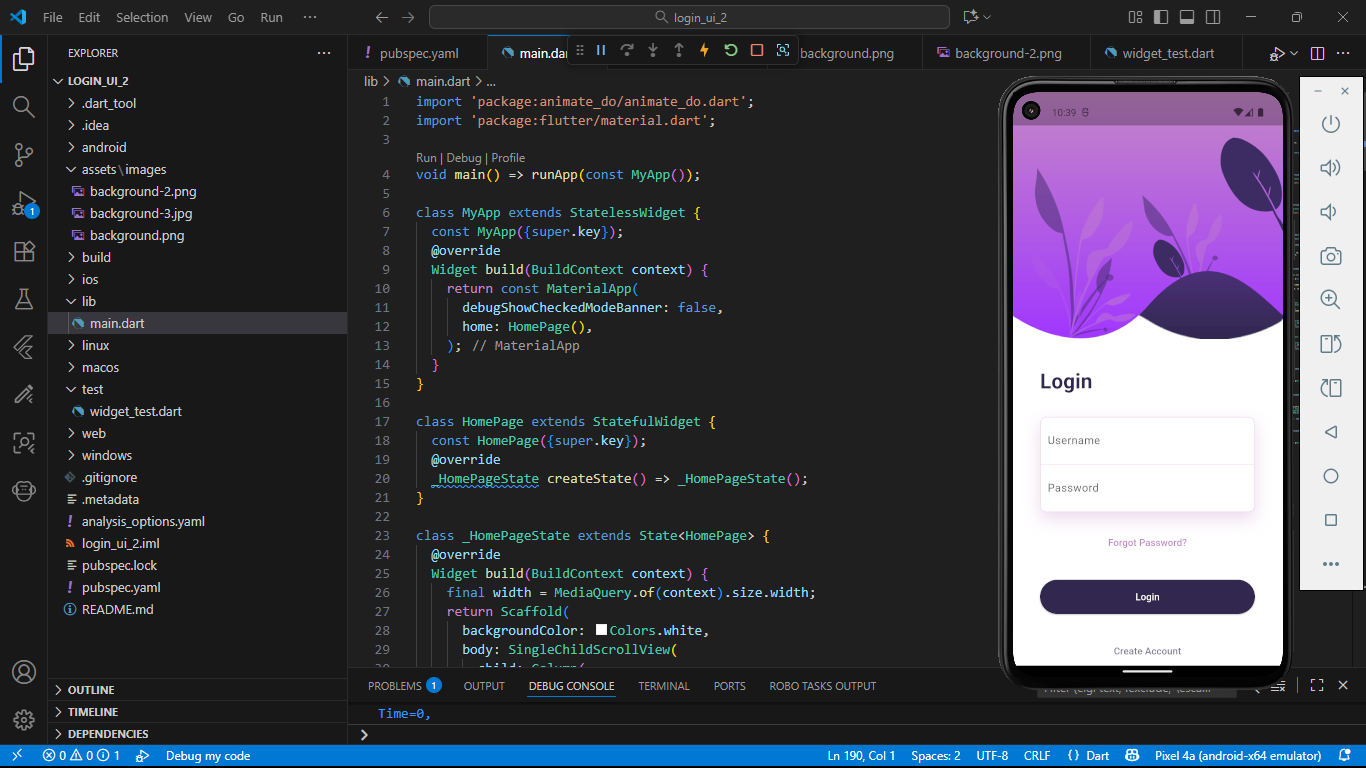 File Edit Selection View Go Run ···
login_ui_2
EXPLORER
LOGIN_UI_2
.dart_tool
.idea
android
assets\images
background-2.png
background-3.jpg
background.png
build
ios
lib
main.dart
linux
macos
test
widget_test.dart
web
windows
.gitignore
.metadata
analysis_options.yaml
login_ui_2.iml
pubspec.lock
pubspec.yaml
README.md
OUTLINE
TIMELINE
DEPENDENCIES
1
pubspec.yaml
main.da
background.png
background-2.png
widget_test.dart
lib > main.dart > ...
1 import 'package:animate_do/animate_do.dart';
2 import 'package:flutter/material.dart';
3
Run | Debug | Profile
4 void main() => runApp(const MyApp());
5
6 class MyApp extends StatelessWidget {
7 const MyApp({super.key});
8 @override
9 Widget build(BuildContext context) {
10 return const MaterialApp(
11 debugShowCheckedModeBanner: false,
12 home: HomePage(),
13 ); // MaterialApp
14 }
15 }
16
17 class HomePage extends StatefulWidget {
18 const HomePage({super.key});
19 @override
20 _HomePageState createState() => _HomePageState();
21 }
22
23 class _HomePageState extends State<HomePage> {
24 @override
25 Widget build(BuildContext context) {
26 final width = MediaQuery.of(context).size.width;
27 return Scaffold(
28 backgroundColor: Colors.white,
29 body: SingleChildScrollView(
30 child: Column(
10:39
Login
Username
Password
Forgot Password?
Login
Create Account
PROBLEMS 1 OUTPUT DEBUG CONSOLE TERMINAL PORTS ROBO TASKS OUTPUT
Time=0,
0 0 1 Debug my code
Ln 190, Col 1 Spaces: 2 UTF-8 CRLF {} Dart Pixel 4a (android-x64 emulator)